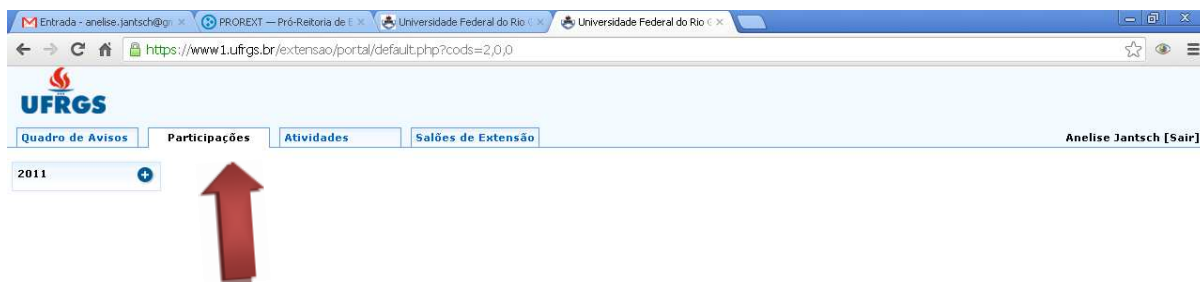 Entrada - anelise.jantsch@gm
PROREXT — Pró-Reitoria de E
Universidade Federal do Rio G
Universidade Federal do Rio G
https://www1.ufrgs.br/extensao/portal/default.php?cods=2,0,0
UFRGS
Quadro de Avisos
Participações
Atividades
Salões de Extensão
Anelise Jantsch [Sair]
2011